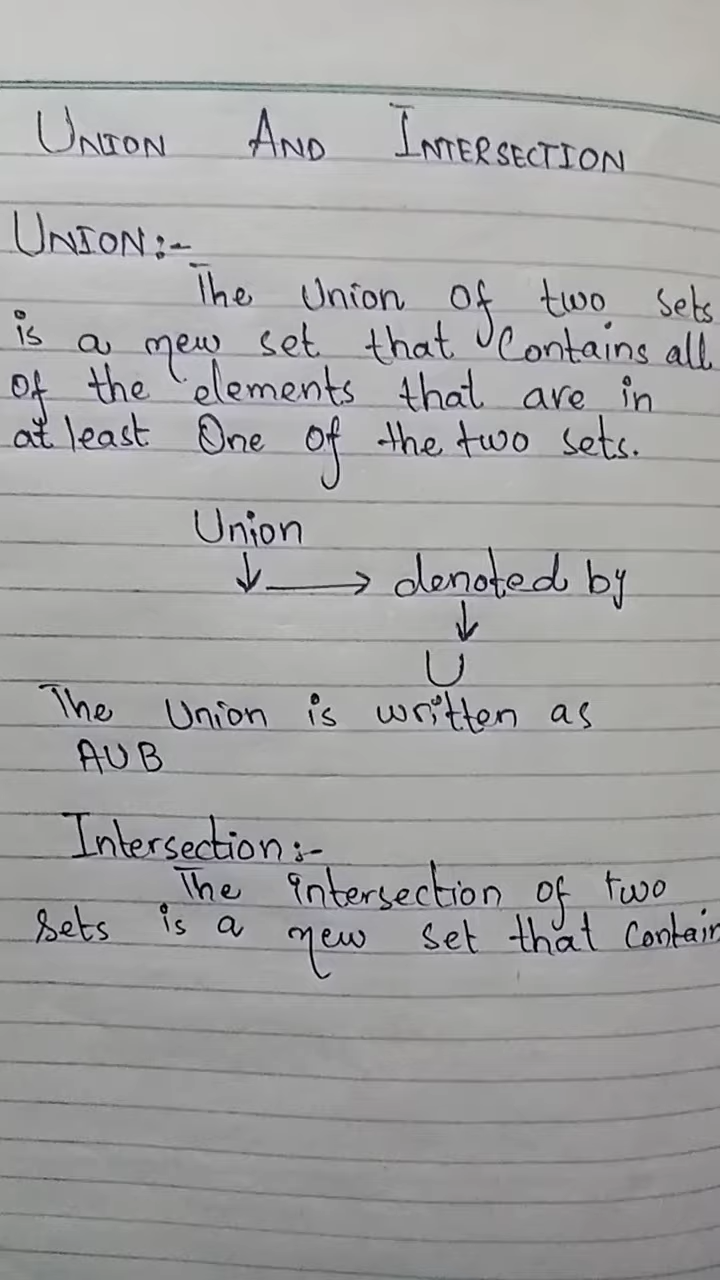 UNION AND INTERSECTION
UNION:-
The Union of two sets
is a new set that Contains all
of the elements that are in
at least One of the two sets.
Union
↓ → denoted by
↓
U
The Union is written as
AUB
Intersection:-
The intersection of two
Sets is a new set that Contain